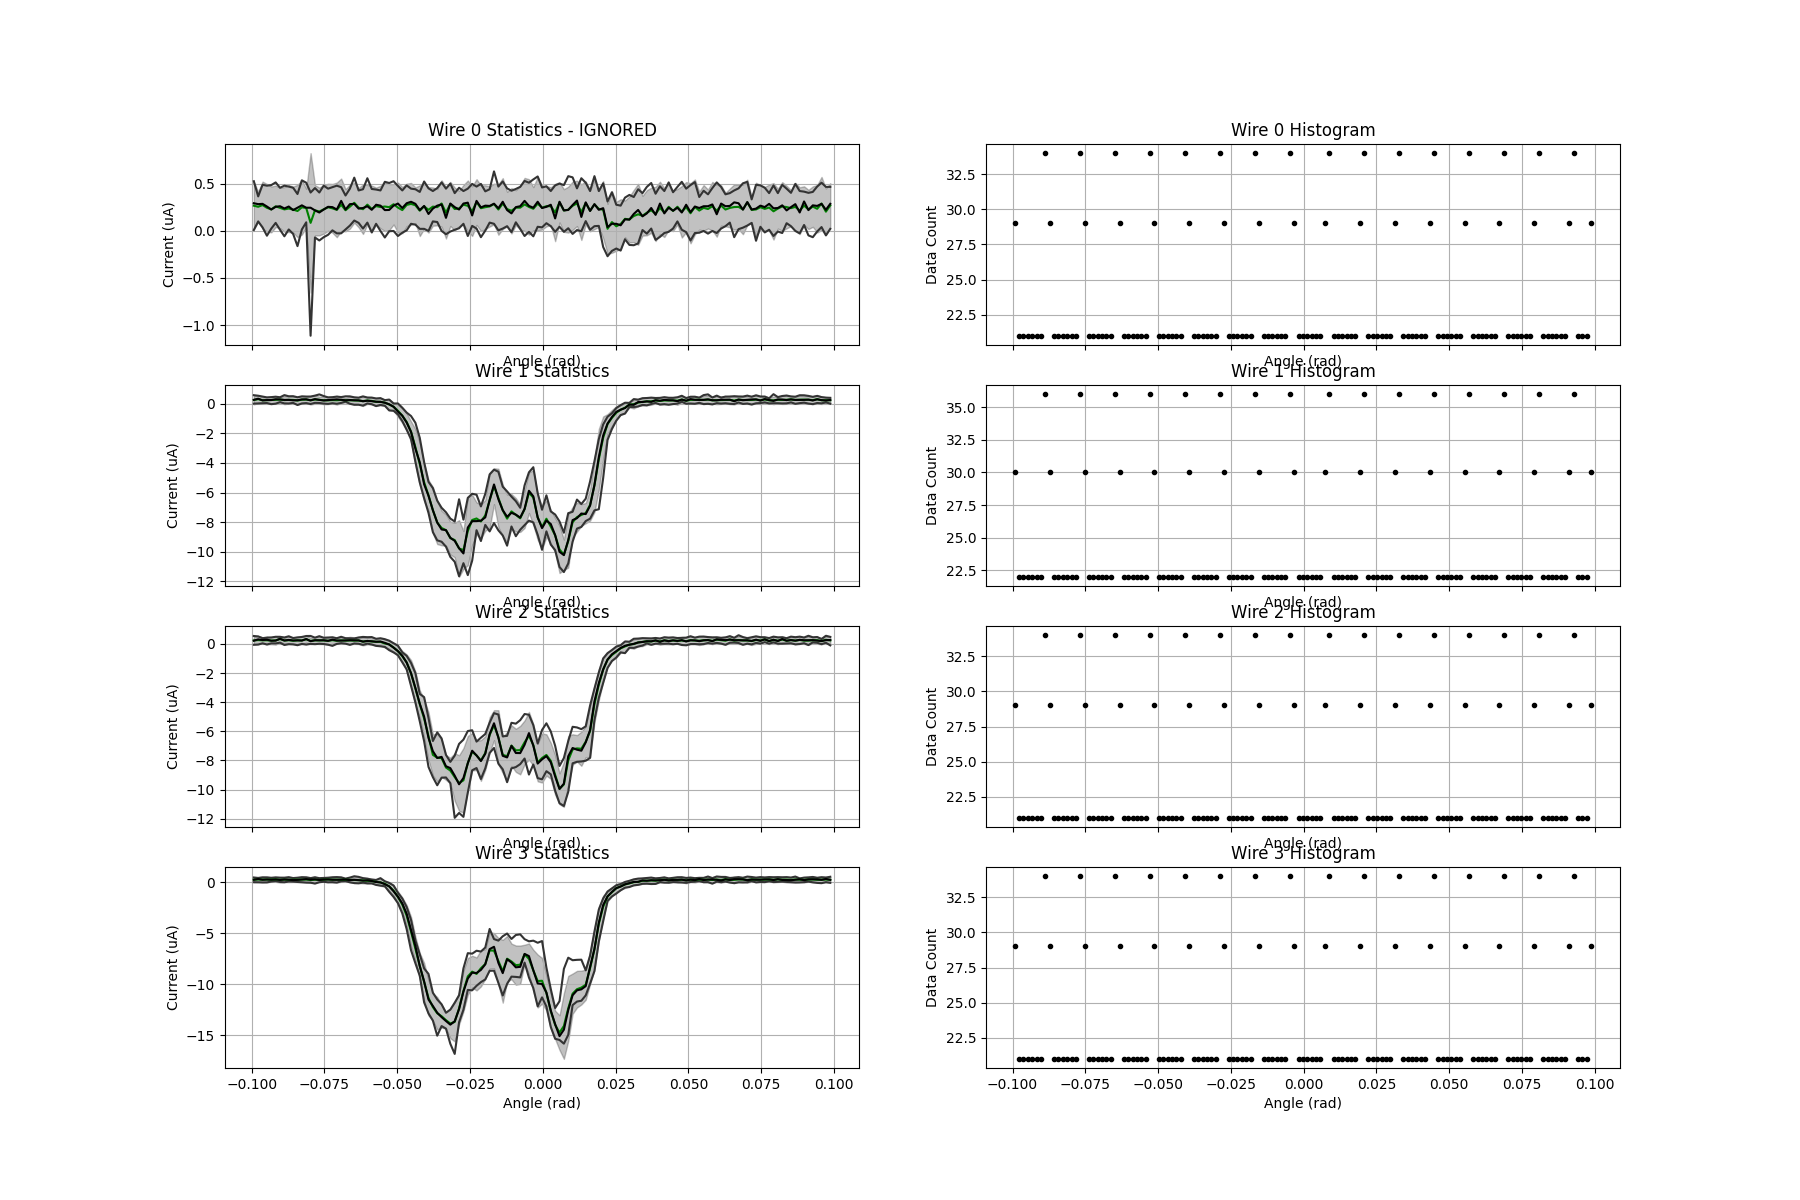 Wire 0 Statistics - IGNORED
Current (uA)
0.5
0.0
−0.5
−1.0
Angle (rad)
Wire 0 Histogram
Data Count
32.5
30.0
27.5
25.0
22.5
Angle (rad)
Wire 1 Statistics
Current (uA)
0
−2
−4
−6
−8
−10
−12
Angle (rad)
Wire 1 Histogram
Data Count
35.0
32.5
30.0
27.5
25.0
22.5
Angle (rad)
Wire 2 Statistics
Current (uA)
0
−2
−4
−6
−8
−10
−12
Angle (rad)
Wire 2 Histogram
Data Count
32.5
30.0
27.5
25.0
22.5
Angle (rad)
Wire 3 Statistics
Current (uA)
0
−5
−10
−15
−0.100 −0.075 −0.050 −0.025 0.000 0.025 0.050 0.075 0.100
Angle (rad)
Wire 3 Histogram
Data Count
32.5
30.0
27.5
25.0
22.5
−0.100 −0.075 −0.050 −0.025 0.000 0.025 0.050 0.075 0.100
Angle (rad)